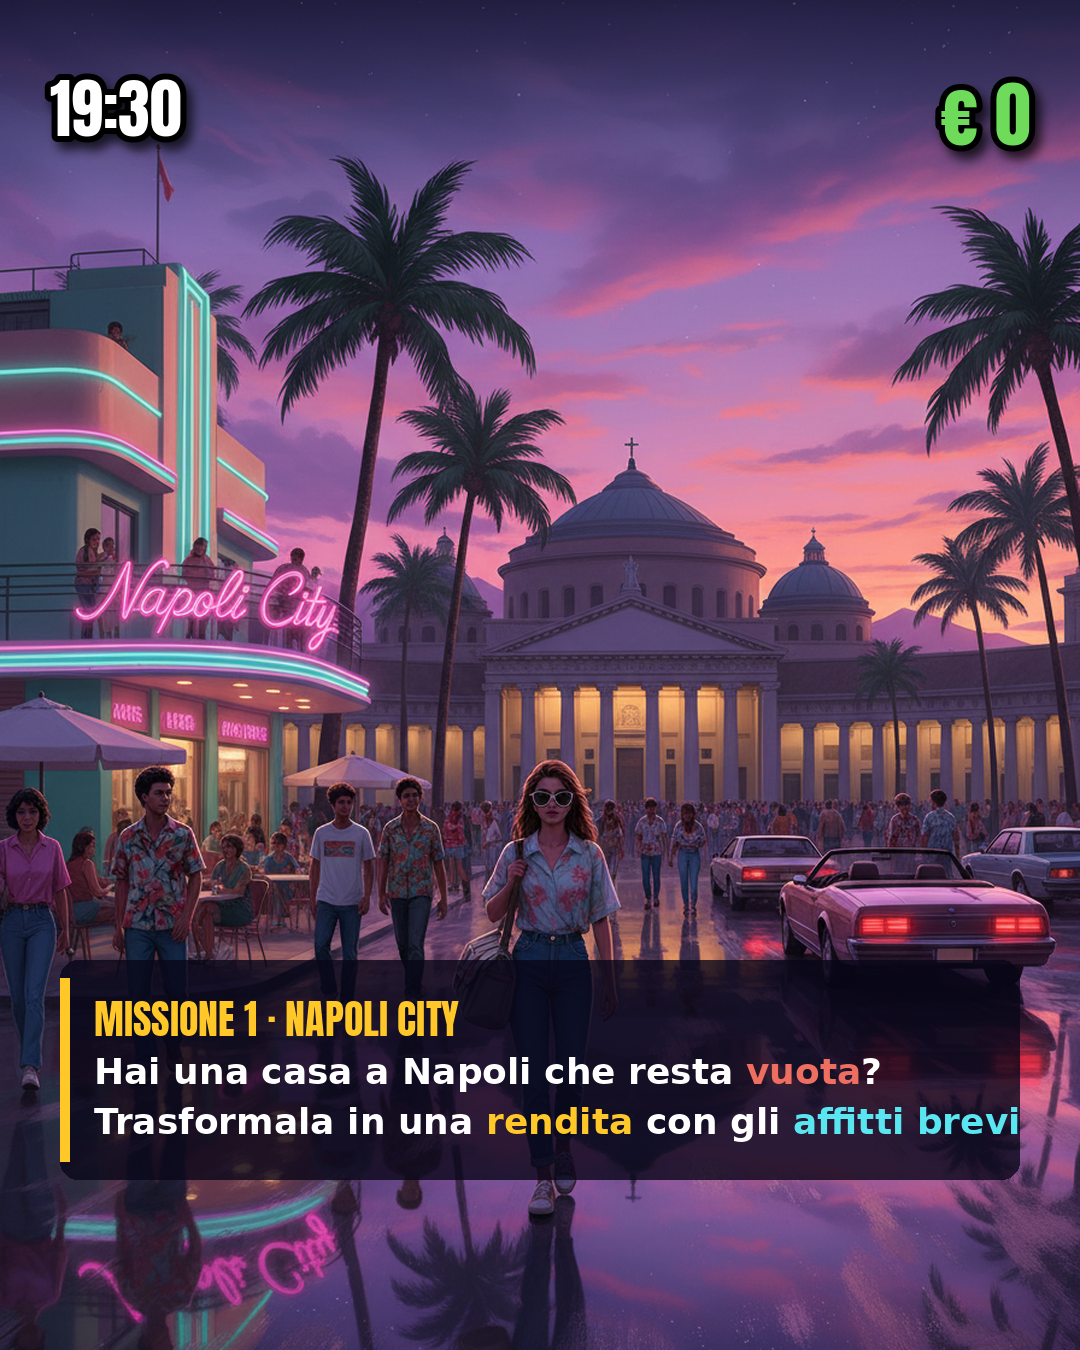 19:30
€ 0
Napoli City
MISSIONE 1 · NAPOLI CITY
Hai una casa a Napoli che resta vuota?
Trasformala in una rendita con gli affitti brevi